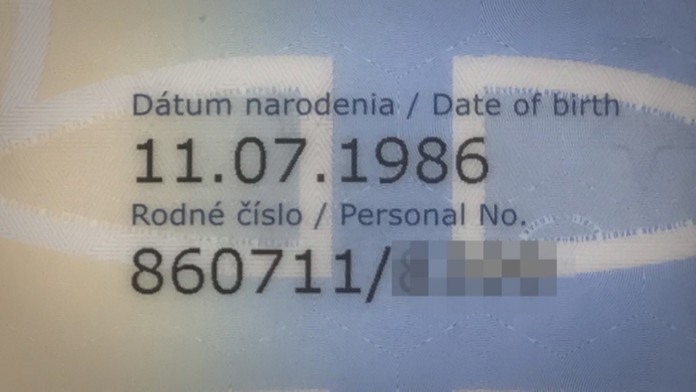 Dátum narodenia / Date of birth
11.07.1986
Rodné číslo / Personal No.
860711/